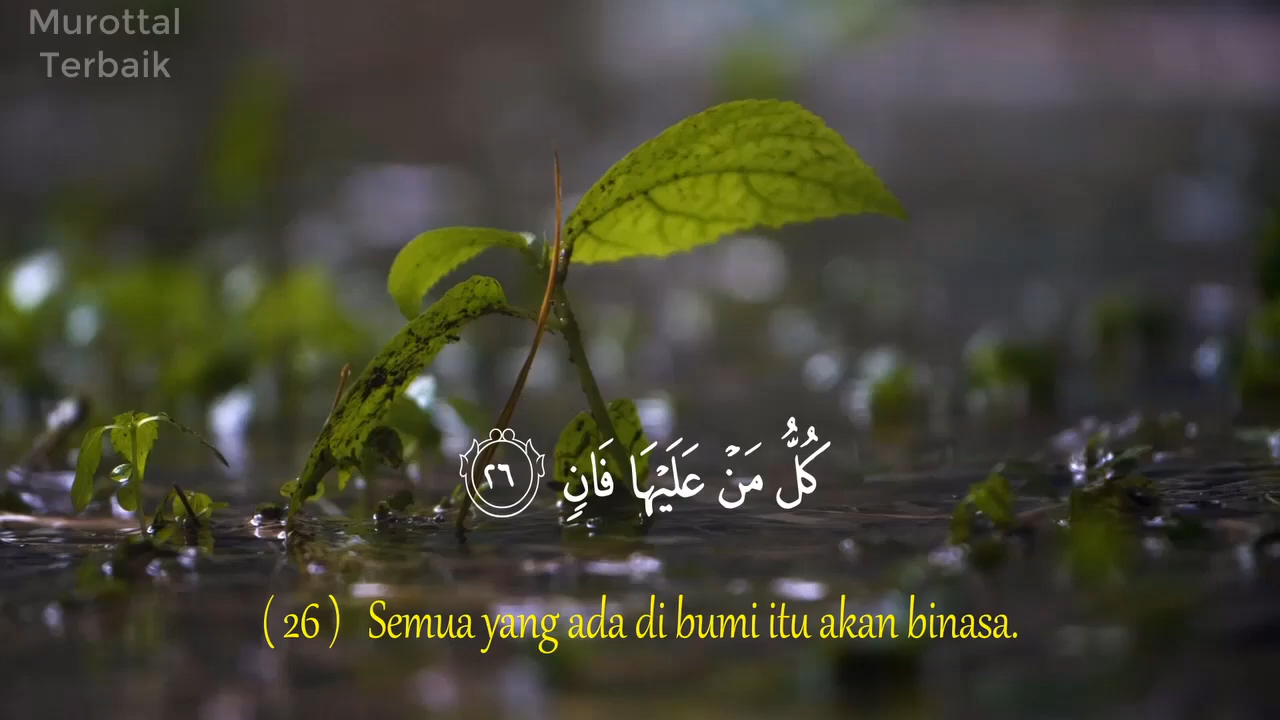 Murottal
Terbaik
كُلُّ مَنْ عَلَيْهَا فَانٍ ٢٦
( 26 ) Semua yang ada di bumi itu akan binasa.